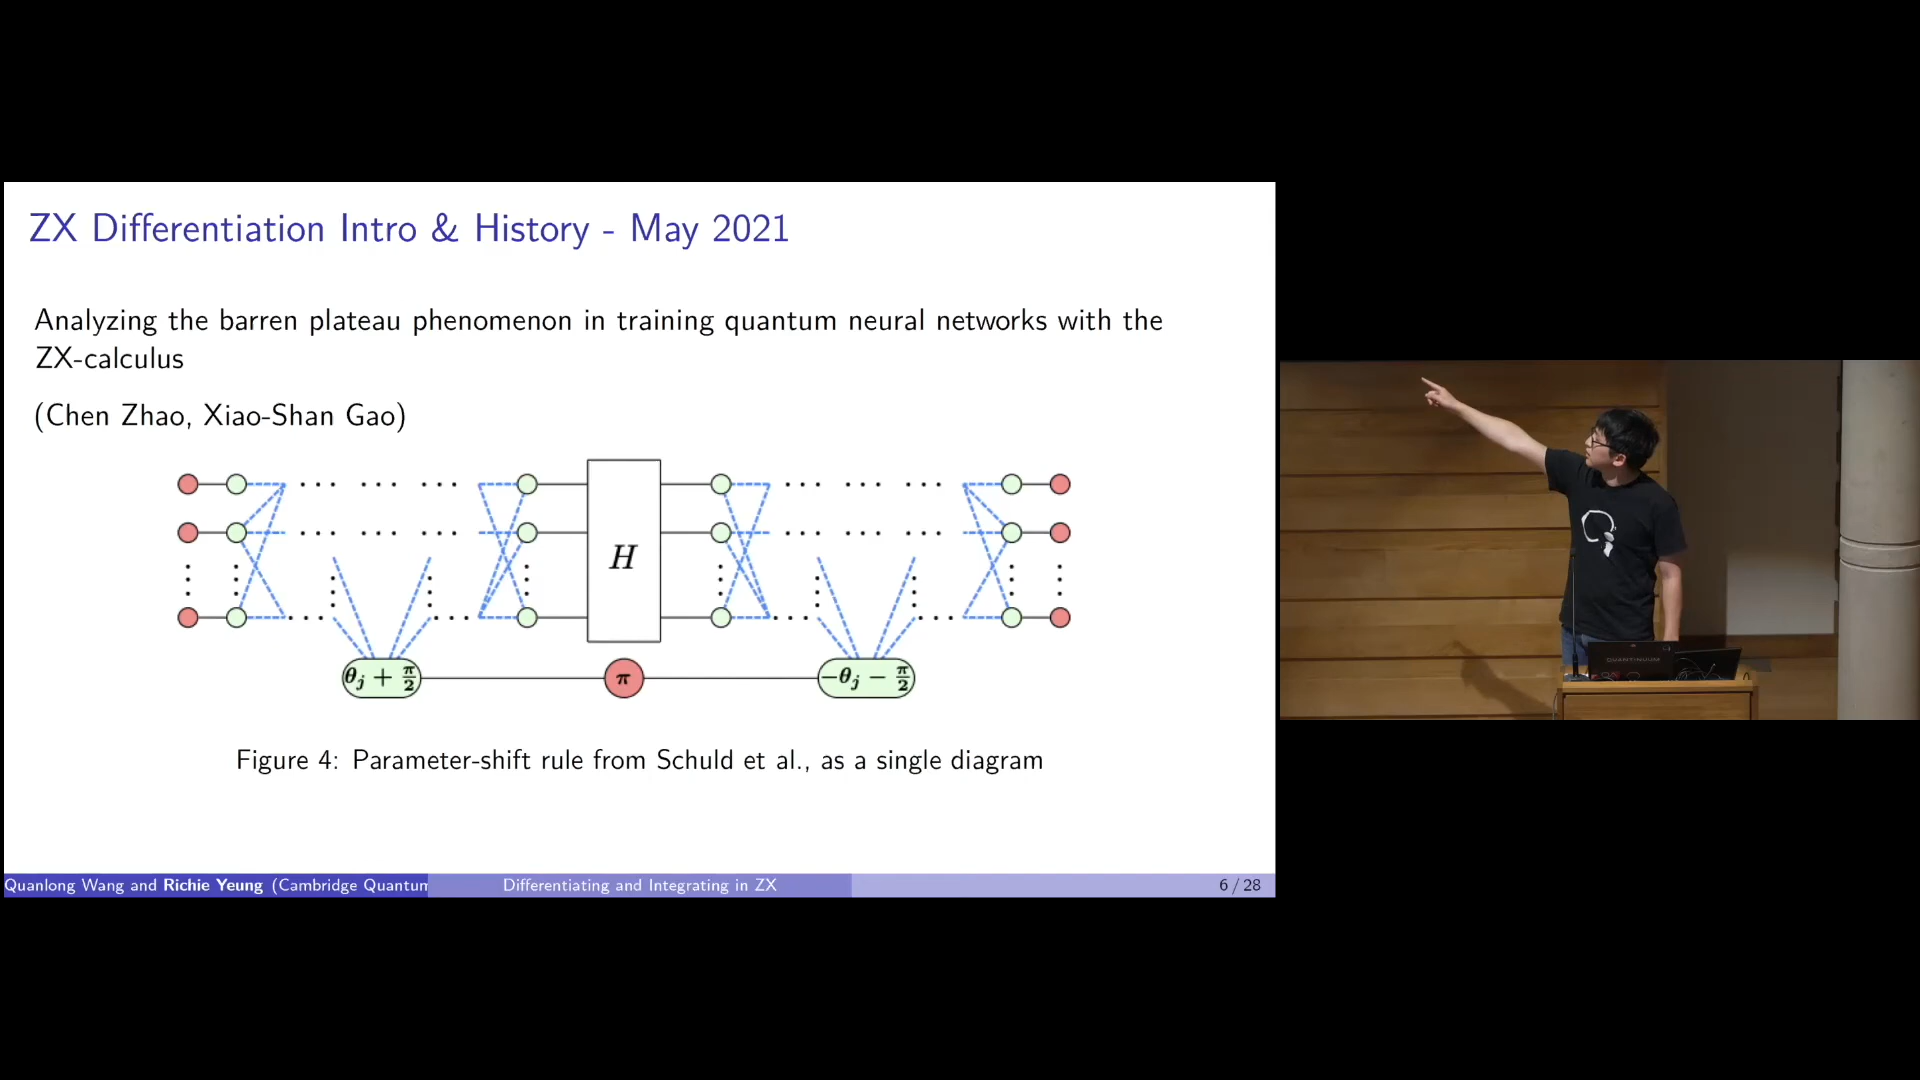 ZX Differentiation Intro & History - May 2021
Analyzing the barren plateau phenomenon in training quantum neural networks with the
ZX-calculus
(Chen Zhao, Xiao-Shan Gao)
H
θj + π/2
π
−θj − π/2
Figure 4: Parameter-shift rule from Schuld et al., as a single diagram
Quanlong Wang and Richie Yeung (Cambridge Quantum
Differentiating and Integrating in ZX
6 / 28
QUANTINUUM